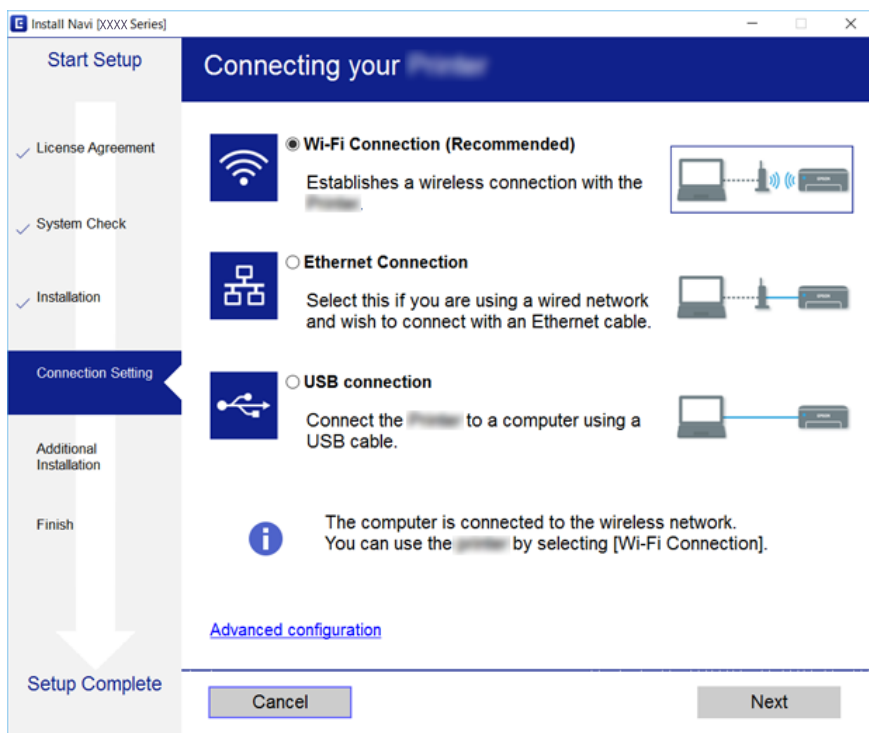 Install Navi [XXXX Series]
Start Setup
License Agreement
System Check
Installation
Connection Setting
Additional
Installation
Finish
Setup Complete
Connecting your
Wi-Fi Connection (Recommended)
Establishes a wireless connection with the
.
Ethernet Connection
Select this if you are using a wired network
and wish to connect with an Ethernet cable.
USB connection
Connect the to a computer using a
USB cable.
The computer is connected to the wireless network.
You can use the by selecting [Wi-Fi Connection].
Advanced configuration
Cancel
Next